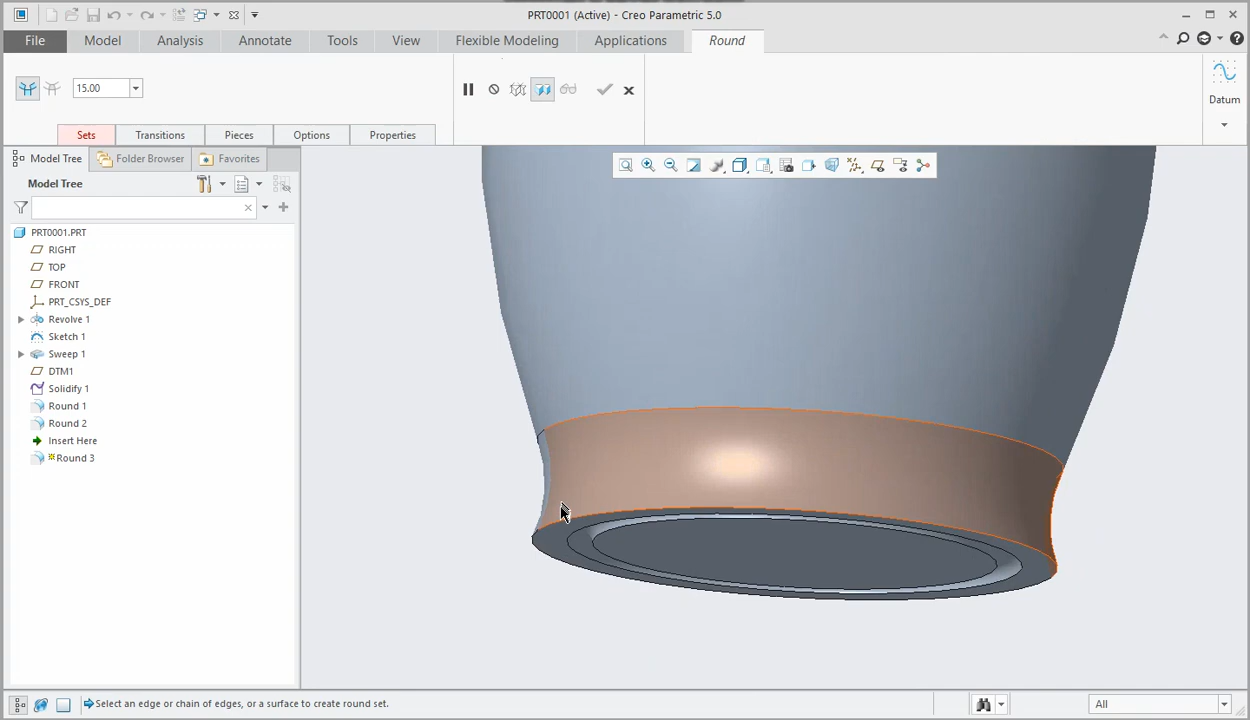 PRT0001 (Active) - Creo Parametric 5.0
File Model Analysis Annotate Tools View Flexible Modeling Applications Round
15.00
Datum
Sets Transitions Pieces Options Properties
Model Tree Folder Browser Favorites
Model Tree
PRT0001.PRT
RIGHT
TOP
FRONT
PRT_CSYS_DEF
Revolve 1
Sketch 1
Sweep 1
DTM1
Solidify 1
Round 1
Round 2
Insert Here
Round 3
Select an edge or chain of edges, or a surface to create round set.
All